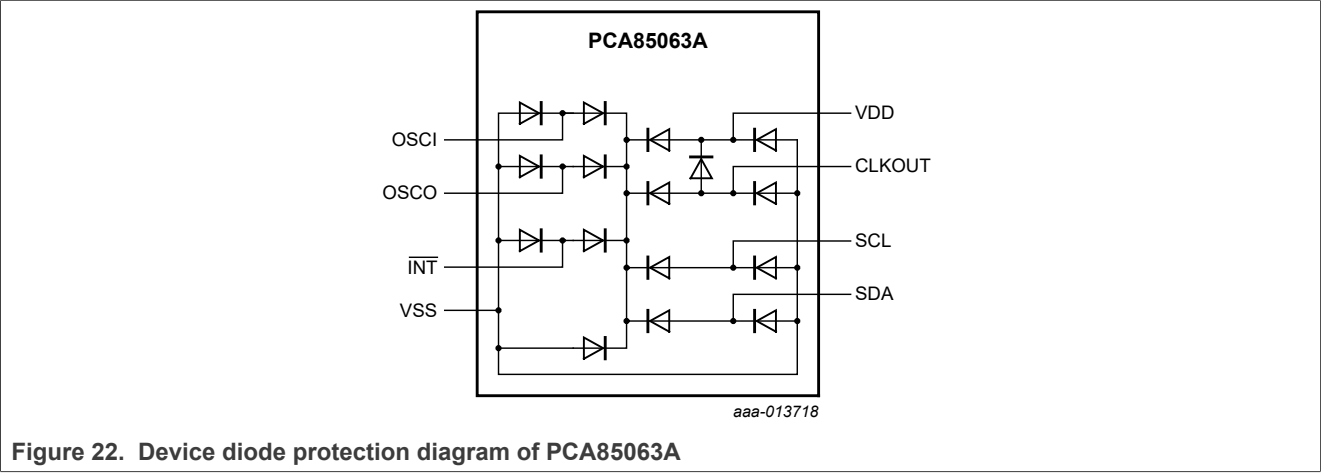 PCA85063A
VDD
OSCI
CLKOUT
OSCO
SCL
INT
SDA
VSS
aaa-013718
Figure 22. Device diode protection diagram of PCA85063A